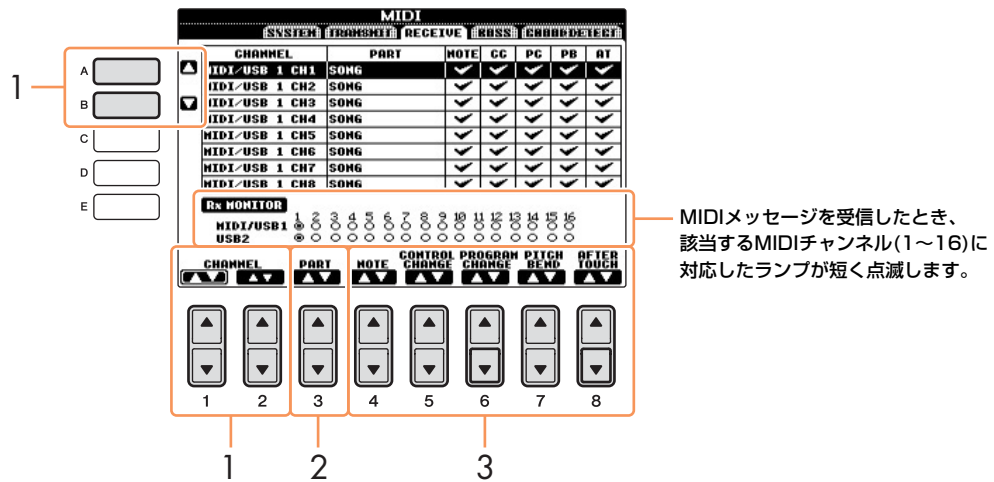 MIDI
SYSTEM TRANSMIT RECEIVE BASS CHORD DETECT
CHANNEL PART NOTE CC PC PB AT
MIDI/USB 1 CH1 SONG
MIDI/USB 1 CH2 SONG
MIDI/USB 1 CH3 SONG
MIDI/USB 1 CH4 SONG
MIDI/USB 1 CH5 SONG
MIDI/USB 1 CH6 SONG
MIDI/USB 1 CH7 SONG
MIDI/USB 1 CH8 SONG
1
A
B
C
D
E
Rx MONITOR
1 2 3 4 5 6 7 8 9 10 11 12 13 14 15 16
MIDI/USB1
USB2
MIDIメッセージを受信したとき、
該当するMIDIチャンネル(1～16)に
対応したランプが短く点滅します。
CHANNEL PART NOTE CONTROL CHANGE PROGRAM CHANGE PITCH BEND AFTER TOUCH
1 2 3 4 5 6 7 8
1 2 3